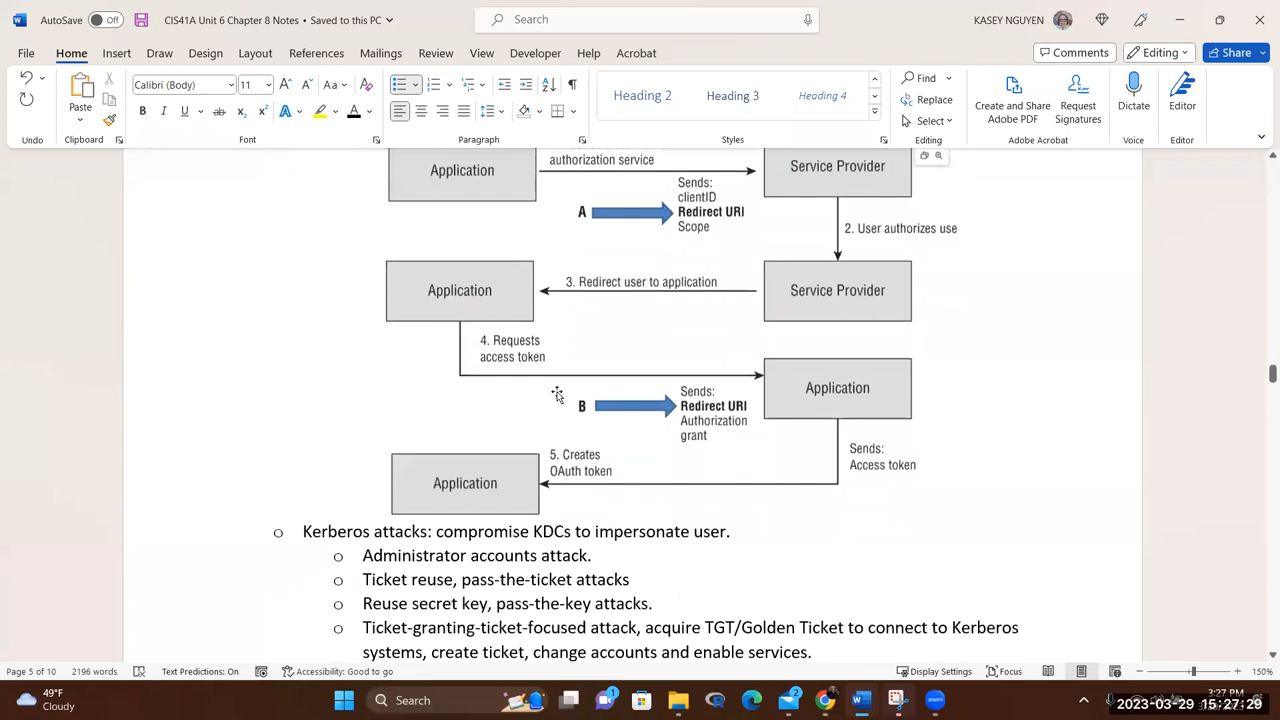 AutoSave Off CIS41A Unit 6 Chapter 8 Notes • Saved to this PC Search KASEY NGUYEN
File Home Insert Draw Design Layout References Mailings Review View Developer Help Acrobat Comments Editing Share
Calibri (Body) 11 Aa
Paste
Heading 2 Heading 3 Heading 4
Find
Replace
Select
Create and Share
Adobe PDF
Request
Signatures
Dictate
Editor
Undo Clipboard Font Paragraph Styles Editing Adobe Acrobat Voice Editor
authorization service
Application
Service Provider
Sends:
clientID
A Redirect URI
Scope
2. User authorizes use
Application
3. Redirect user to application
Service Provider
4. Requests
access token
Application
Sends:
B Redirect URI
Authorization
grant
Sends:
Access token
5. Creates
OAuth token
Application
o Kerberos attacks: compromise KDCs to impersonate user.
o Administrator accounts attack.
o Ticket reuse, pass-the-ticket attacks
o Reuse secret key, pass-the-key attacks.
o Ticket-granting-ticket-focused attack, acquire TGT/Golden Ticket to connect to Kerberos
systems, create ticket, change accounts and enable services.
Page 5 of 10 2196 words Text Predictions: On Accessibility: Good to go Display Settings Focus 150%
49°F
Cloudy
Search
3:27 PM
2023-03-29 15:27:29